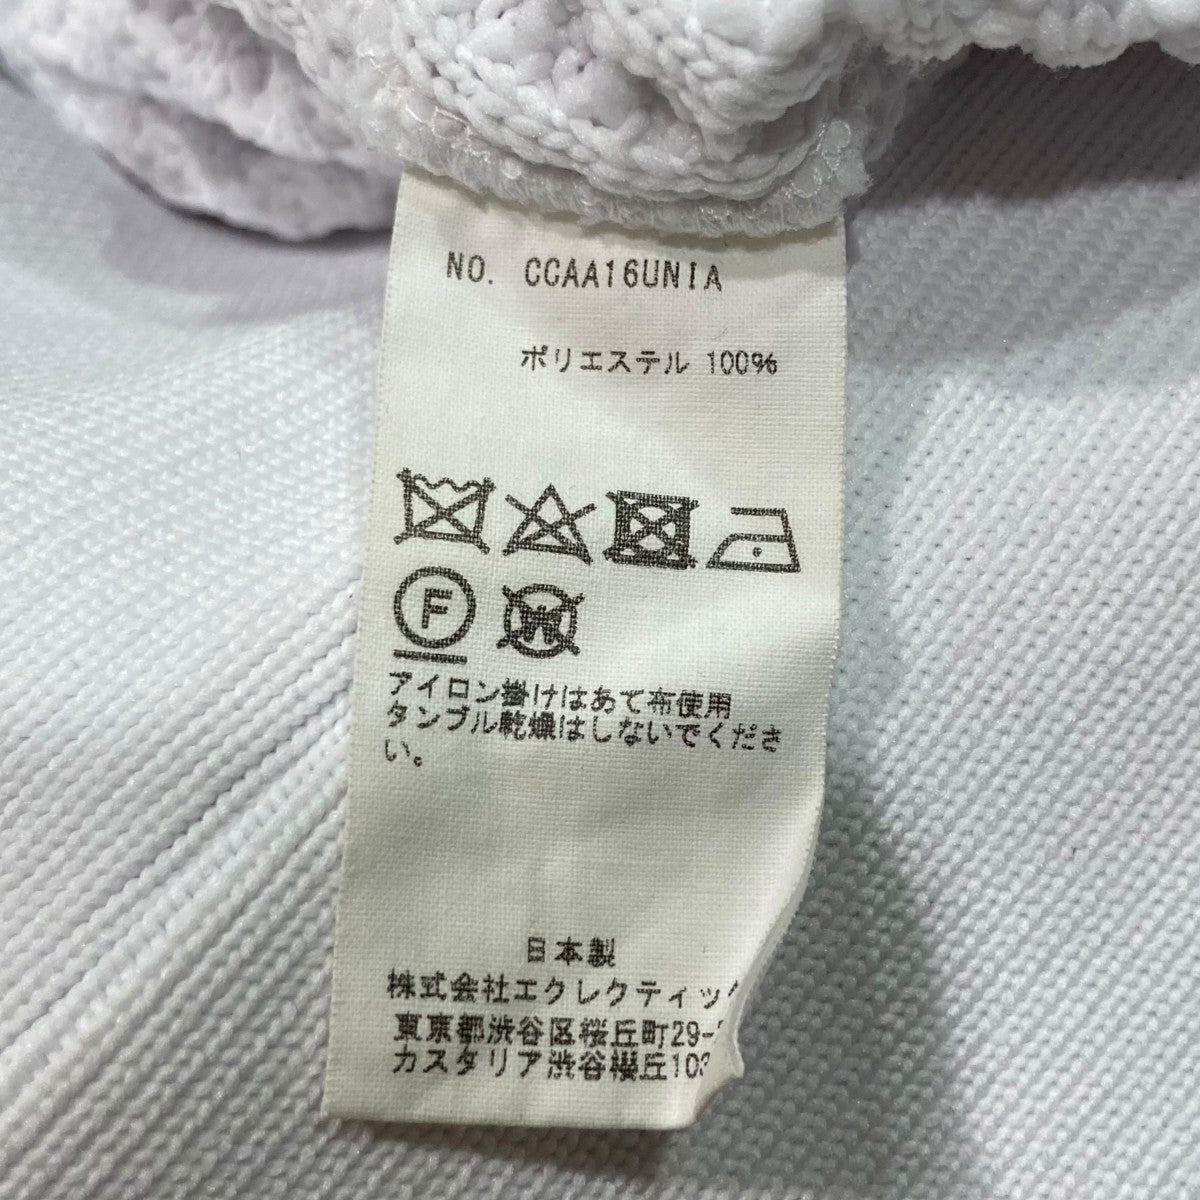 NO. CCAA16UNIA
ポリエステル 100%
F
W
アイロン掛けはあて布使用
タンブル乾燥はしないでくださ
い。
日本製
株式会社エクレクティック
東京都渋谷区桜丘町29-
カスタリア渋谷櫻丘103